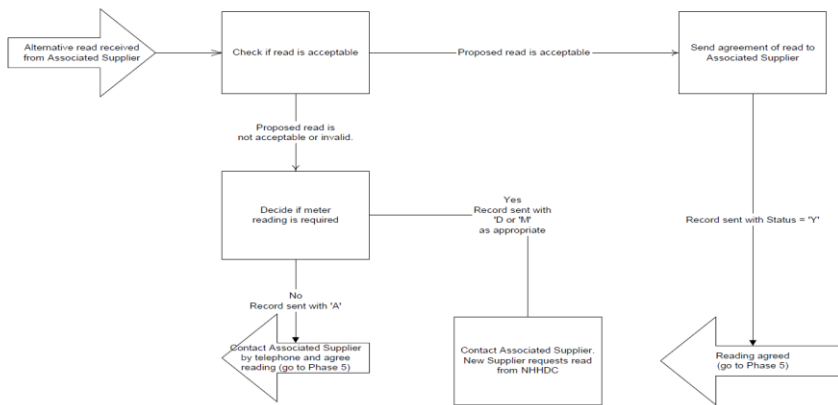 Alternative read received
from Associated Supplier
Check if read is acceptable
Proposed read is acceptable
Send agreement of read to
Associated Supplier
Proposed read is
not acceptable or invalid.
Decide if meter
reading is required
Yes
Record sent with
'D or 'M'
as appropriate
Record sent with Status = 'Y'
No
Record sent with 'A'
Contact Associated Supplier
by telephone and agree
reading (go to Phase 5)
Contact Associated Supplier.
New Supplier requests read
from NHHDC
Reading agreed
(go to Phase 5)